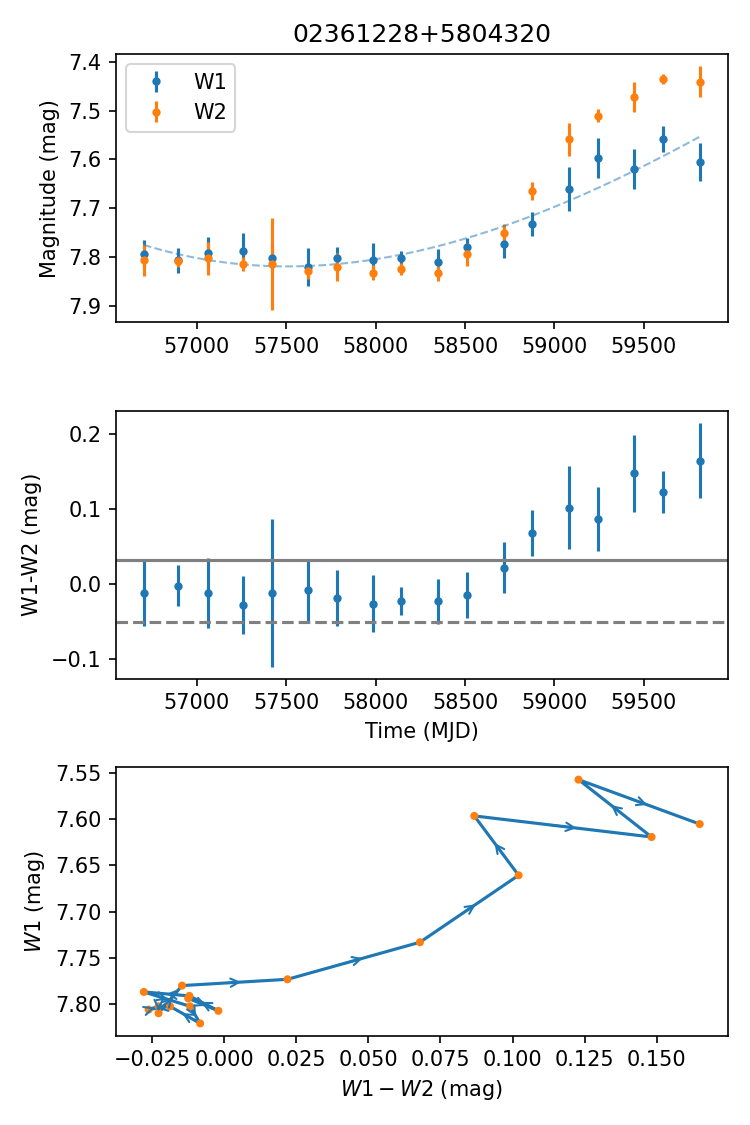 02361228+5804320
W1
W2
7.4
7.5
7.6
7.7
7.8
7.9
Magnitude (mag)
57000 57500 58000 58500 59000 59500
0.2
0.1
0.0
−0.1
W1-W2 (mag)
57000 57500 58000 58500 59000 59500
Time (MJD)
7.55
7.60
7.65
7.70
7.75
7.80
W1 (mag)
−0.025 0.000 0.025 0.050 0.075 0.100 0.125 0.150
W1 − W2 (mag)